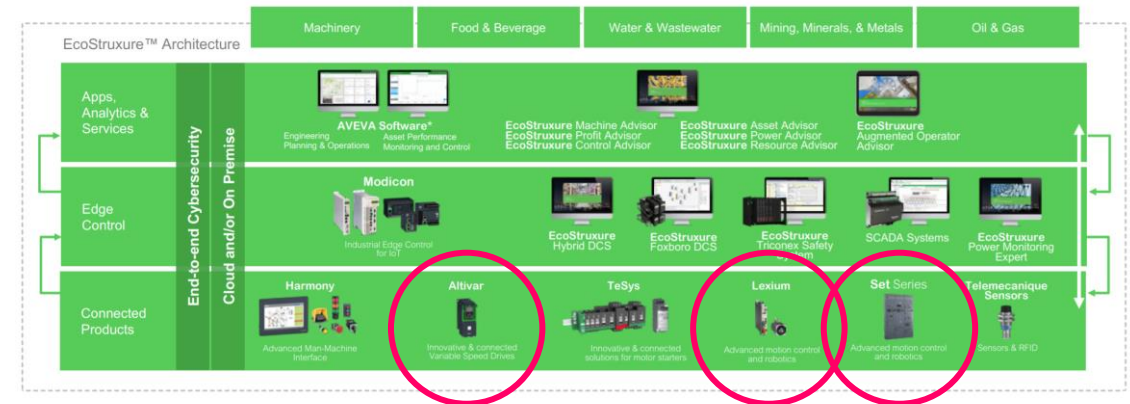 Machinery
Food & Beverage
Water & Wastewater
Mining, Minerals, & Metals
Oil & Gas
EcoStruxure™ Architecture
End-to-end Cybersecurity
Cloud and/or On Premise
Apps,
Analytics &
Services
AVEVA Software*
Engineering
Planning & Operations
Asset Performance
Monitoring and Control
EcoStruxure Machine Advisor
EcoStruxure Profit Advisor
EcoStruxure Control Advisor
EcoStruxure Asset Advisor
EcoStruxure Power Advisor
EcoStruxure Resource Advisor
EcoStruxure
Augmented Operator
Advisor
Edge
Control
Modicon
Industrial Edge Control
for IoT
EcoStruxure
Hybrid DCS
EcoStruxure
Foxboro DCS
EcoStruxure
Triconex Safety
System
SCADA Systems
EcoStruxure
Power Monitoring
Expert
Connected
Products
Harmony
Advanced Man-Machine
Interface
Altivar
Innovative & connected
Variable Speed Drives
TeSys
Innovative & connected
solutions for motor starters
Lexium
Advanced motion control
and robotics
Set Series
Advanced motion control
and robotics
Telemecanique
Sensors
Sensors & RFID